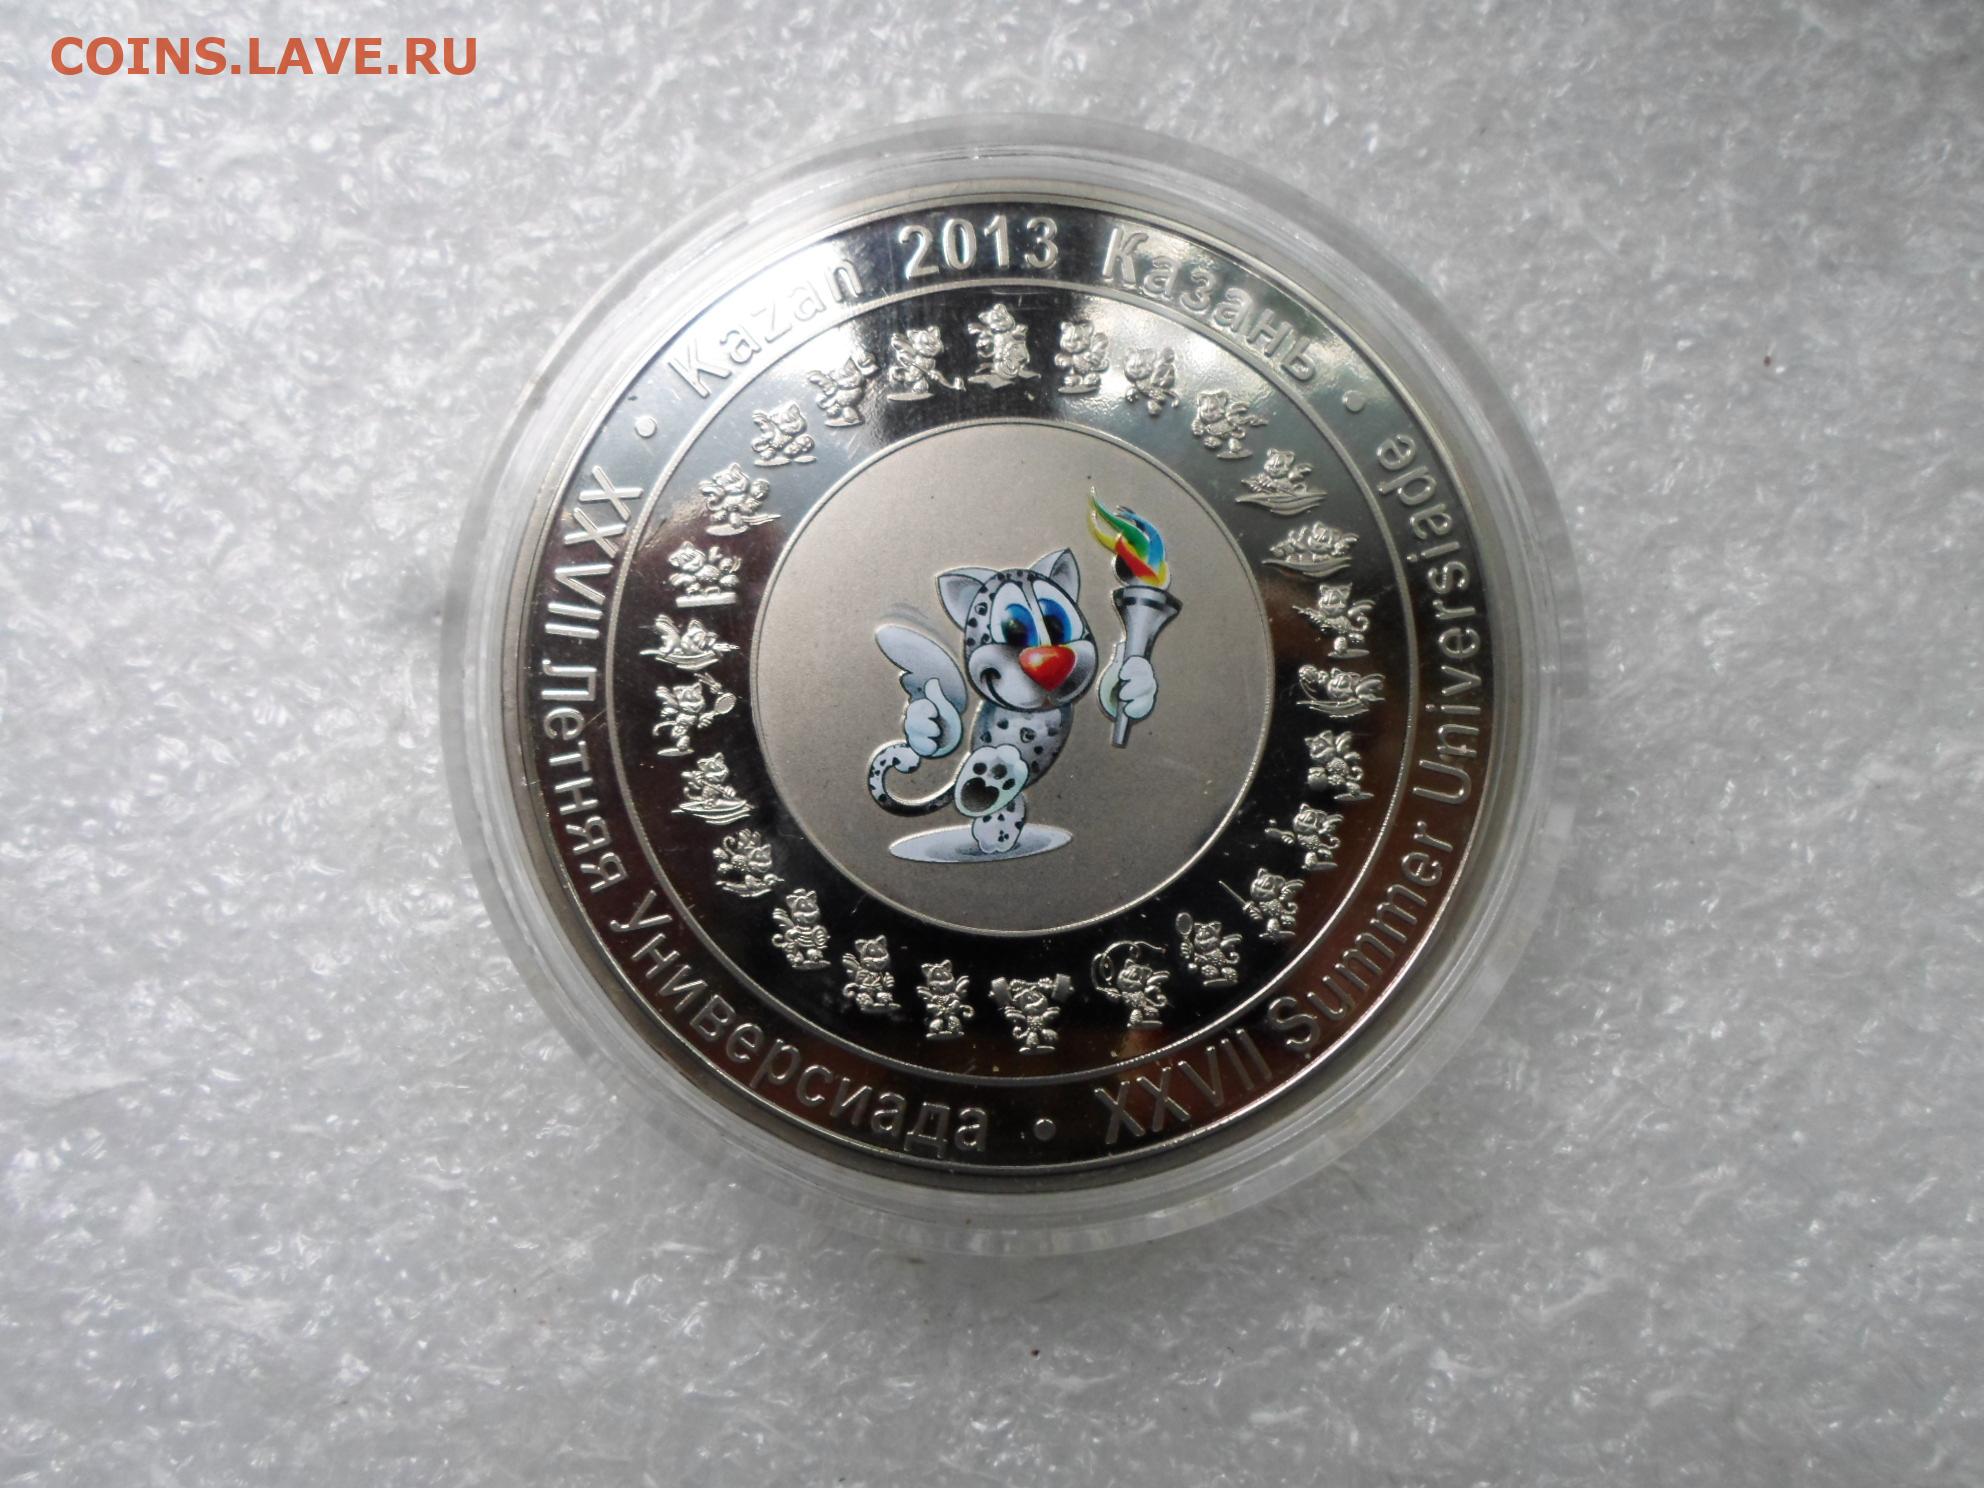 COINS.LAVE.RU
Kazan 2013 Казань
XXVII Летняя Универсиада
XXVII Summer Universiade